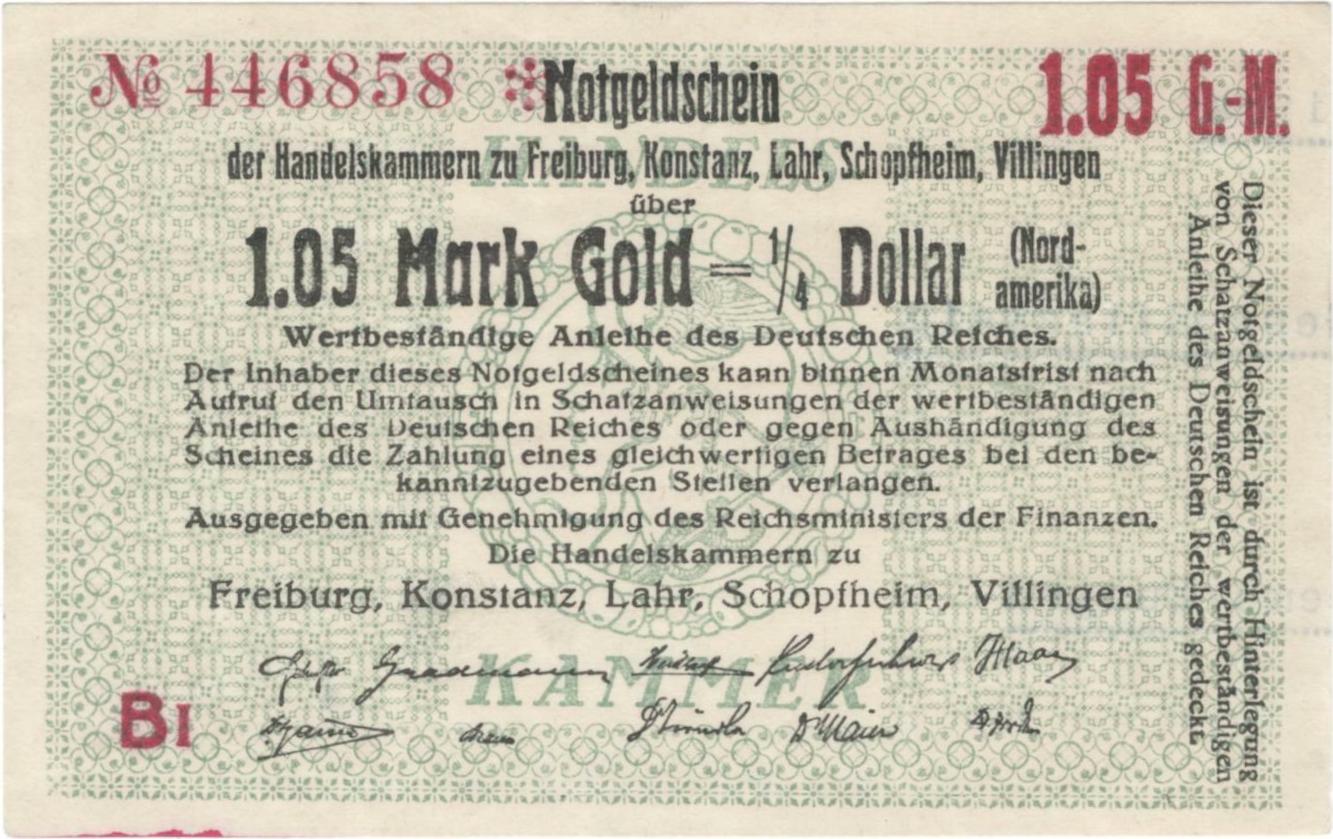 № 446858 * Notgeldschein 1.05 G.-M.
der Handelskammern zu Freiburg, Konstanz, Lahr, Schopfheim, Villingen
über
1.05 Mark Gold = 1/4 Dollar (Nord-
amerika)
Wertbeständige Anleihe des Deutschen Reiches.
Der Inhaber dieses Notgeldscheines kann binnen Monatsfrist nach
Aufruf den Umtausch in Schatzanweisungen der wertbeständigen
Anleihe des Deutschen Reiches oder gegen Aushändigung des
Scheines die Zahlung eines gleichwertigen Betrages bei den be-
kanntzugebenden Stellen verlangen.
Ausgegeben mit Genehmigung des Reichsministers der Finanzen.
Die Handelskammern zu
Freiburg, Konstanz, Lahr, Schopfheim, Villingen
BI
Dieser Notgeldschein ist durch Hinterlegung
von Schatzanweisungen der wertbeständigen
Anleihe des Deutschen Reiches gedeckt.
HANDELS
KAMMER